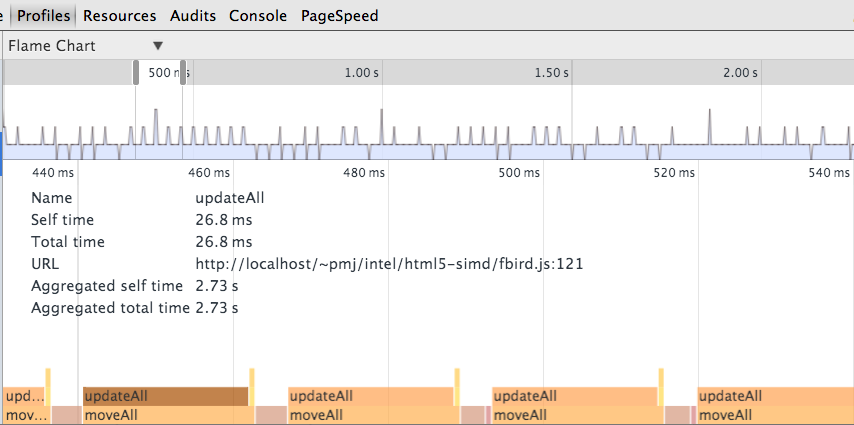 e Profiles Resources Audits Console PageSpeed
Flame Chart ▼
500 ms 1.00 s 1.50 s 2.00 s
440 ms 460 ms 480 ms 500 ms 520 ms 540 ms
Name updateAll
Self time 26.8 ms
Total time 26.8 ms
URL http://localhost/~pmj/intel/html5-simd/fbird.js:121
Aggregated self time 2.73 s
Aggregated total time 2.73 s
upd... updateAll updateAll updateAll updateAll
mov... moveAll moveAll moveAll moveAll